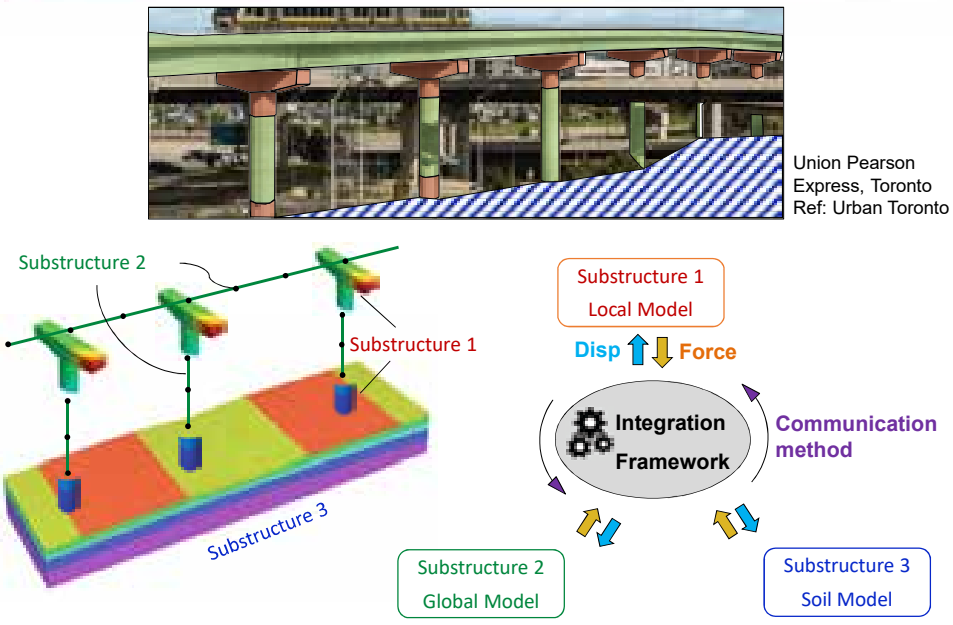 Union Pearson
Express, Toronto
Ref: Urban Toronto
Substructure 2
Substructure 1
Substructure 3
Substructure 1
Local Model
Disp
Force
Integration
Framework
Communication
method
Substructure 2
Global Model
Substructure 3
Soil Model